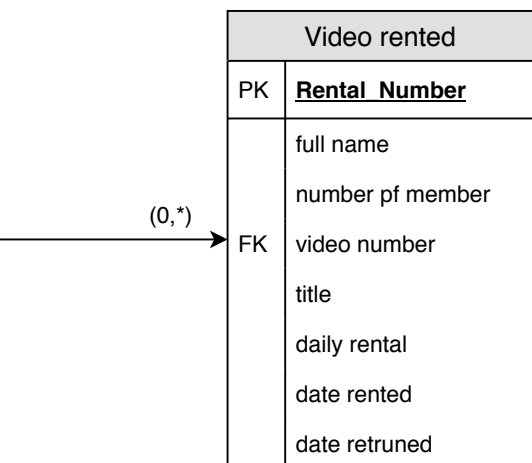 Video rented
PK Rental_Number
full name
number pf member
(0,*)
FK video number
title
daily rental
date rented
date retruned